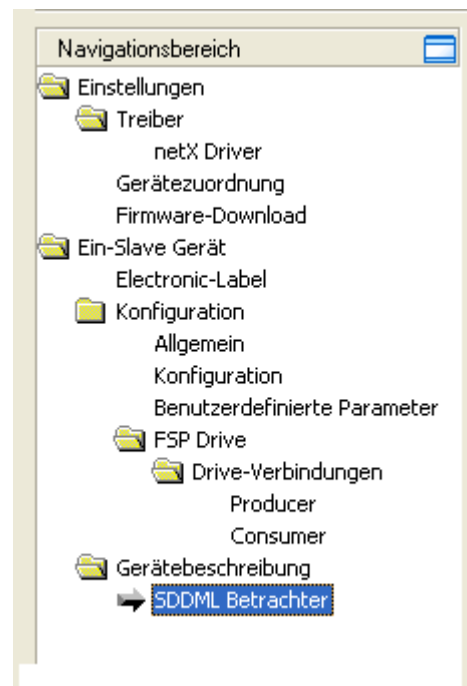 Navigationsbereich
Einstellungen
Treiber
netX Driver
Gerätezuordnung
Firmware-Download
Ein-Slave Gerät
Electronic-Label
Konfiguration
Allgemein
Konfiguration
Benutzerdefinierte Parameter
FSP Drive
Drive-Verbindungen
Producer
Consumer
Gerätebeschreibung
SDDML Betrachter